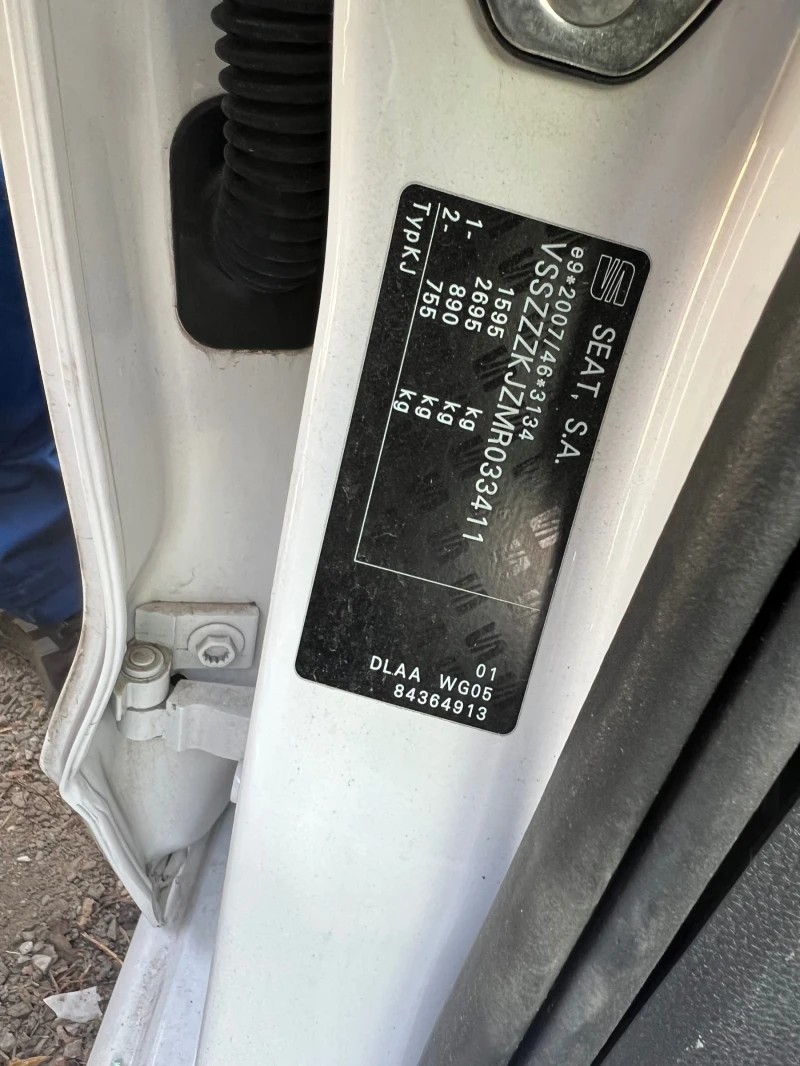 SEAT, S.A.
e9*2007/46*3134
VSSZZZKJZMR033411
1595 kg
2695 kg
1- 890 kg
2- 755 kg
TypKJ
01
DLAA WG05
84364913